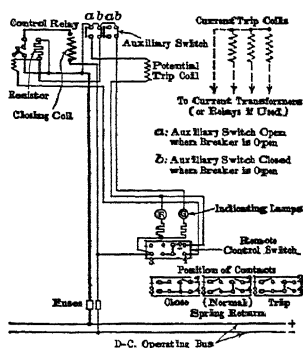 Control Relay
a b a b
Auxiliary Switch
Current Trip Coils
Potential
Trip Coil
Resistor
Closing Coil
To Current Transformers
(or Relays if Used)
a: Auxiliary Switch Open
when Breaker is Open
b: Auxiliary Switch Closed
when Breaker is Open
Indicating Lamps
Remote
Control Switch
Position of Contacts
Close (Normal) Trip
Spring Return
Fuses
+
D-C. Operating Bus